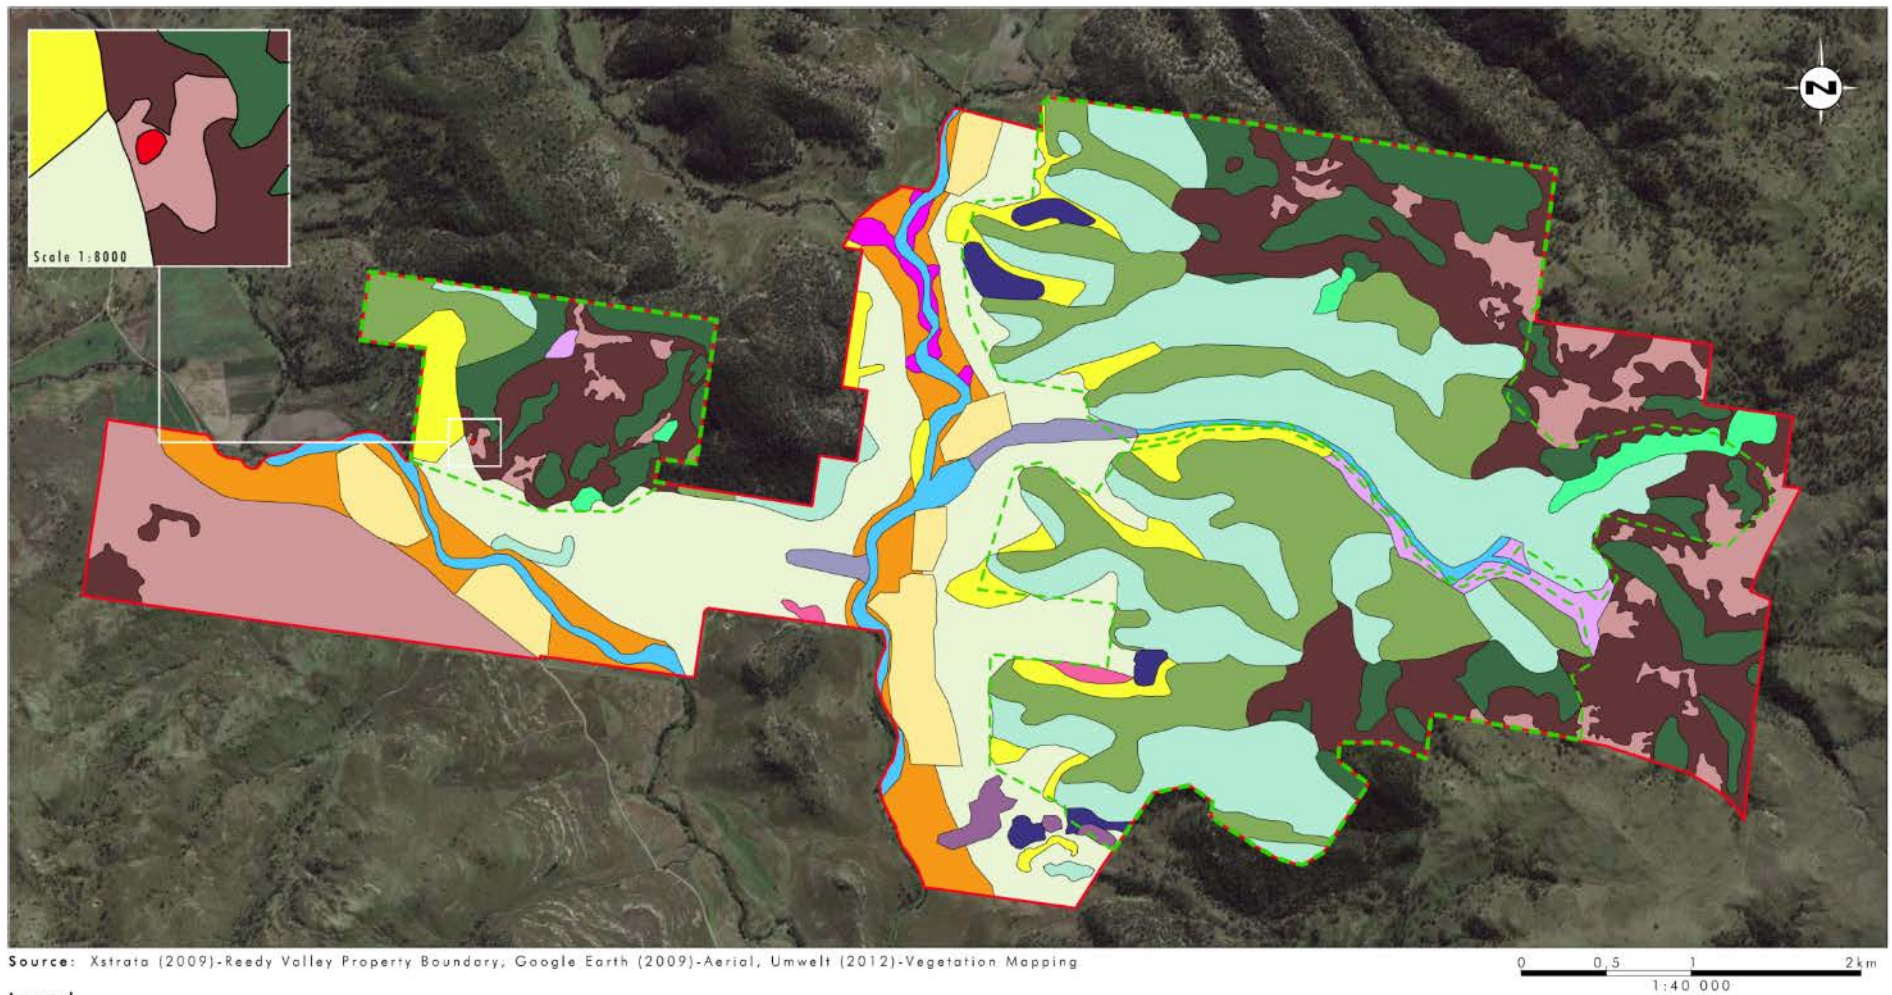 N
Scale 1:8000
Source: Xstrata (2009)-Reedy Valley Property Boundary, Google Earth (2009)-Aerial, Umwelt (2012)-Vegetation Mapping
0 0,5 1 2km
1:40 000